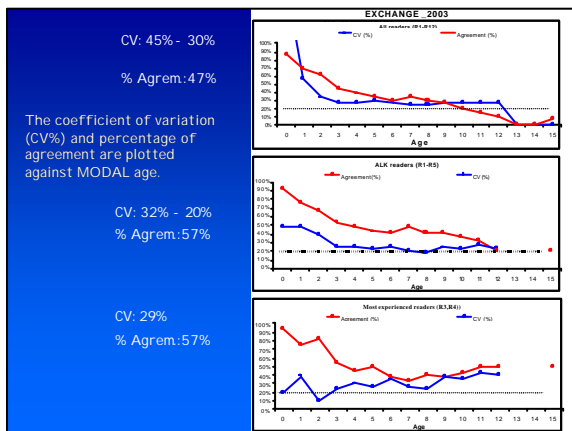 CV: 45% - 30%
% Agrem.:47%
The coefficient of variation
(CV%) and percentage of
agreement are plotted
against MODAL age.
CV: 32% - 20%
% Agrem.:57%
CV: 29%
% Agrem.:57%
EXCHANGE_2003
All readers (R1-R12)
CV (%) Agreement (%)
100%
90%
80%
70%
60%
50%
40%
30%
20%
10%
0%
0 1 2 3 4 5 6 7 8 9 10 11 12 13 14 15
Age
ALK readers (R1-R5)
Agreement(%) CV (%)
100%
90%
80%
70%
60%
50%
40%
30%
20%
10%
0%
0 1 2 3 4 5 6 7 8 9 10 11 12 13 14 15
Age
Most experienced readers (R3,R4))
Agreement (%) CV (%)
100%
90%
80%
70%
60%
50%
40%
30%
20%
10%
0%
0 1 2 3 4 5 6 7 8 9 10 11 12 13 14 15
Age